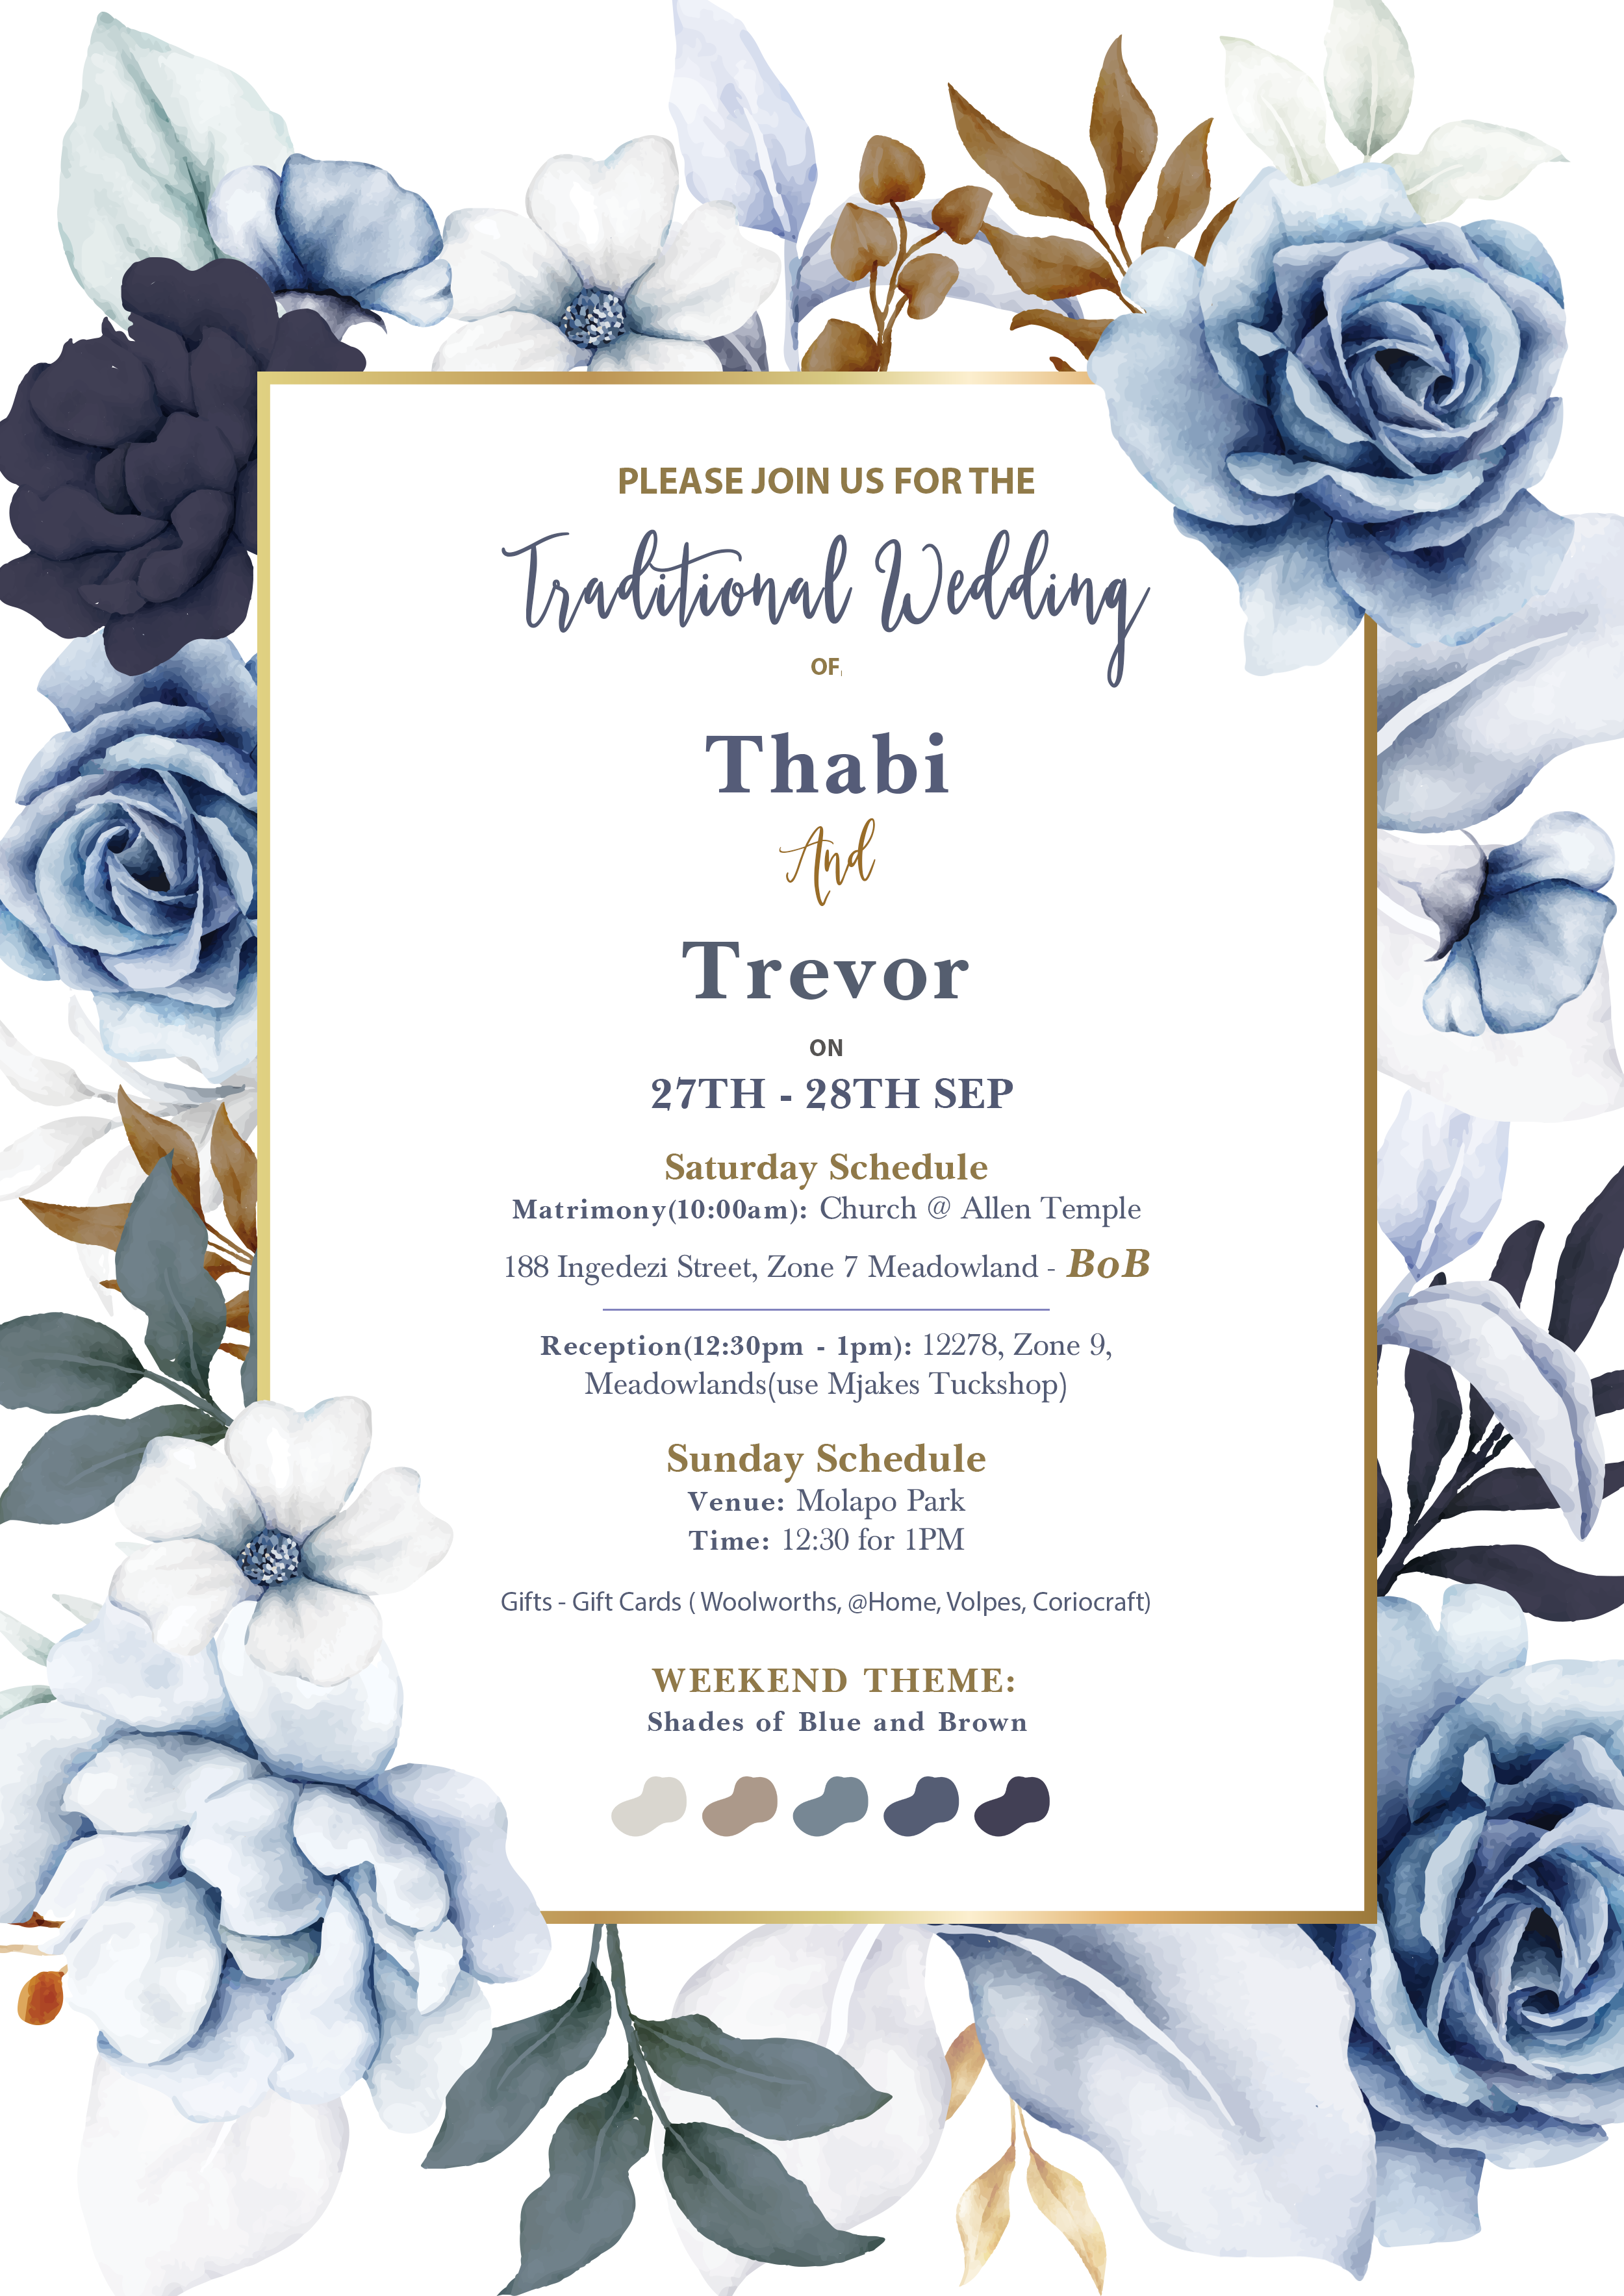 PLEASE JOIN US FOR THE
Traditional Wedding
OF
Thabi
And
Trevor
ON
27TH - 28TH SEP
Saturday Schedule
Matrimony(10:00am): Church @ Allen Temple
188 Ingedezi Street, Zone 7 Meadowland - BoB
Reception(12:30pm - 1pm): 12278, Zone 9,
Meadowlands(use Mjakes Tuckshop)
Sunday Schedule
Venue: Molapo Park
Time: 12:30 for 1PM
Gifts - Gift Cards ( Woolworths, @Home, Volpes, Coriocraft)
WEEKEND THEME:
Shades of Blue and Brown